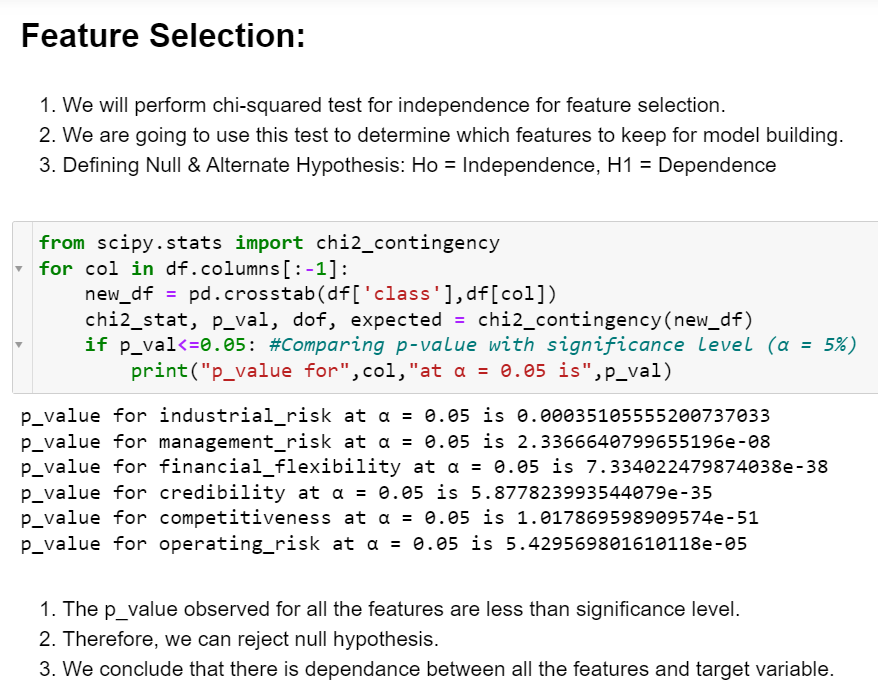 Feature Selection:
1. We will perform chi-squared test for independence for feature selection.
2. We are going to use this test to determine which features to keep for model building.
3. Defining Null & Alternate Hypothesis: Ho = Independence, H1 = Dependence
from scipy.stats import chi2_contingency
for col in df.columns[:-1]:
    new_df = pd.crosstab(df['class'],df[col])
    chi2_stat, p_val, dof, expected = chi2_contingency(new_df)
    if p_val<=0.05: #Comparing p-value with significance level (α = 5%)
        print("p_value for",col,"at α = 0.05 is",p_val)
p_value for industrial_risk at α = 0.05 is 0.00035105555200737033
p_value for management_risk at α = 0.05 is 2.3366640799655196e-08
p_value for financial_flexibility at α = 0.05 is 7.334022479874038e-38
p_value for credibility at α = 0.05 is 5.877823993544079e-35
p_value for competitiveness at α = 0.05 is 1.017869598909574e-51
p_value for operating_risk at α = 0.05 is 5.429569801610118e-05
1. The p_value observed for all the features are less than significance level.
2. Therefore, we can reject null hypothesis.
3. We conclude that there is dependance between all the features and target variable.